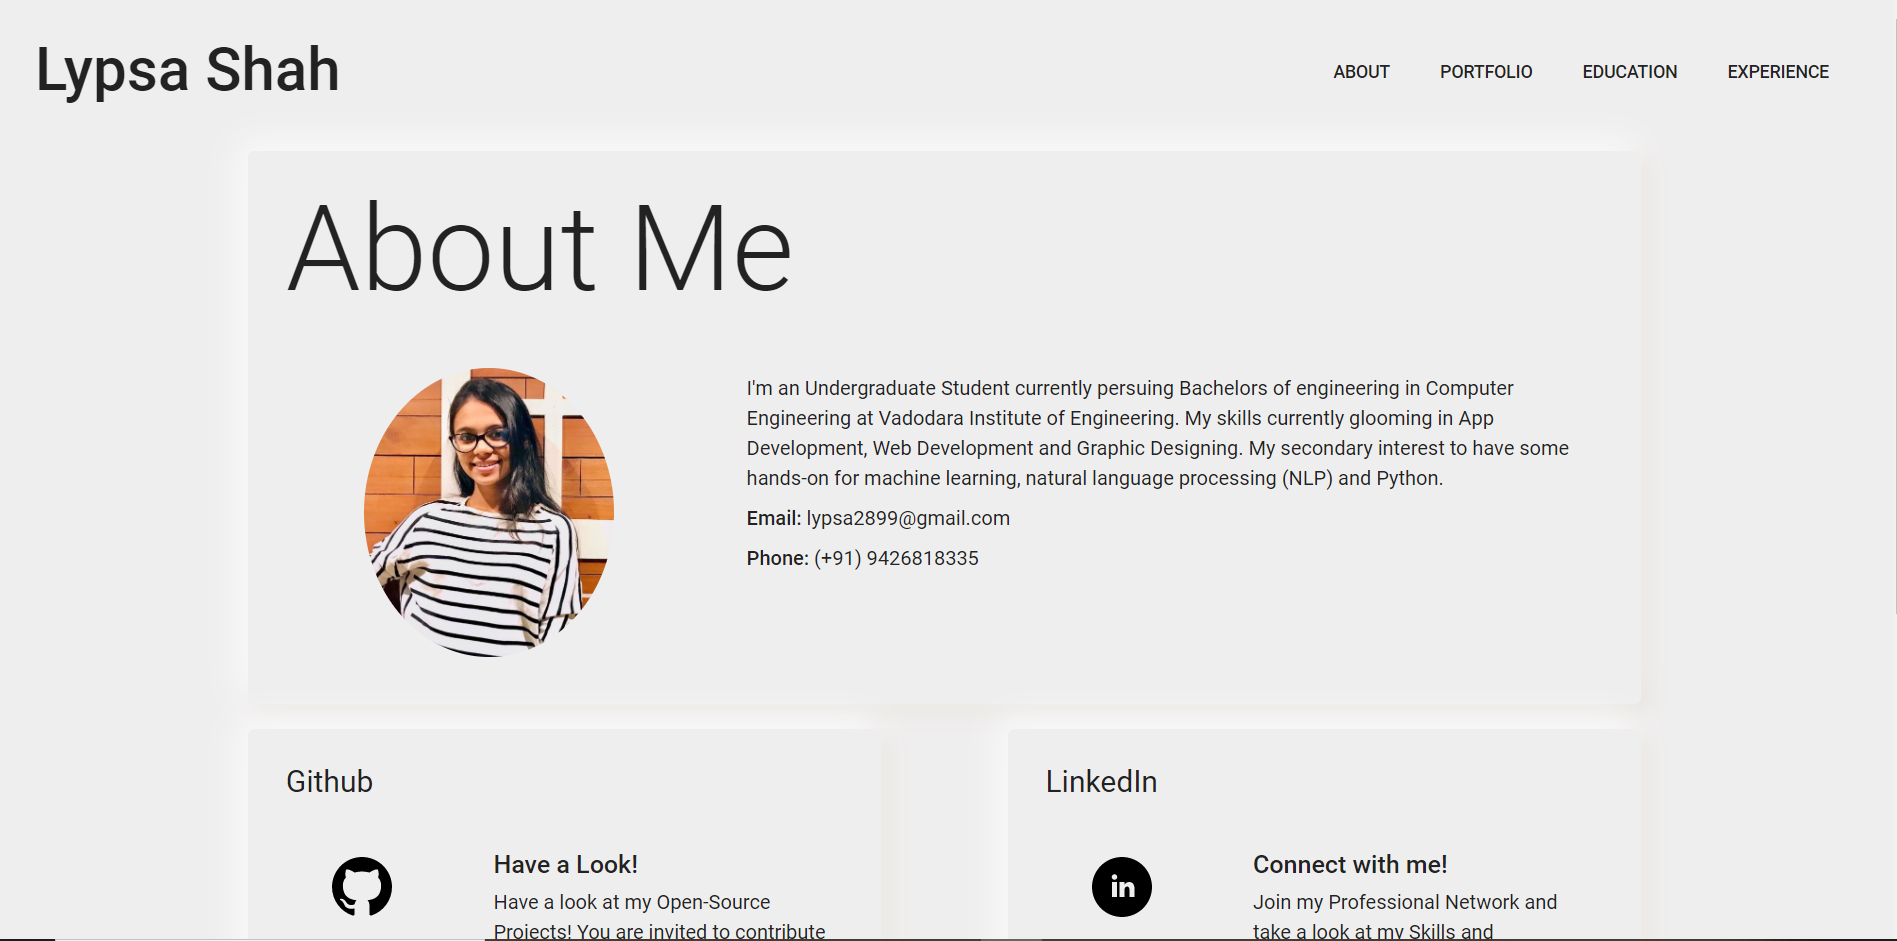 Lypsa Shah
ABOUT PORTFOLIO EDUCATION EXPERIENCE
About Me
I'm an Undergraduate Student currently persuing Bachelors of engineering in Computer
Engineering at Vadodara Institute of Engineering. My skills currently glooming in App
Development, Web Development and Graphic Designing. My secondary interest to have some
hands-on for machine learning, natural language processing (NLP) and Python.
Email: lypsa2899@gmail.com
Phone: (+91) 9426818335
Github
Have a Look!
Have a look at my Open-Source
Projects! You are invited to contribute
LinkedIn
in
Connect with me!
Join my Professional Network and
take a look at my Skills and